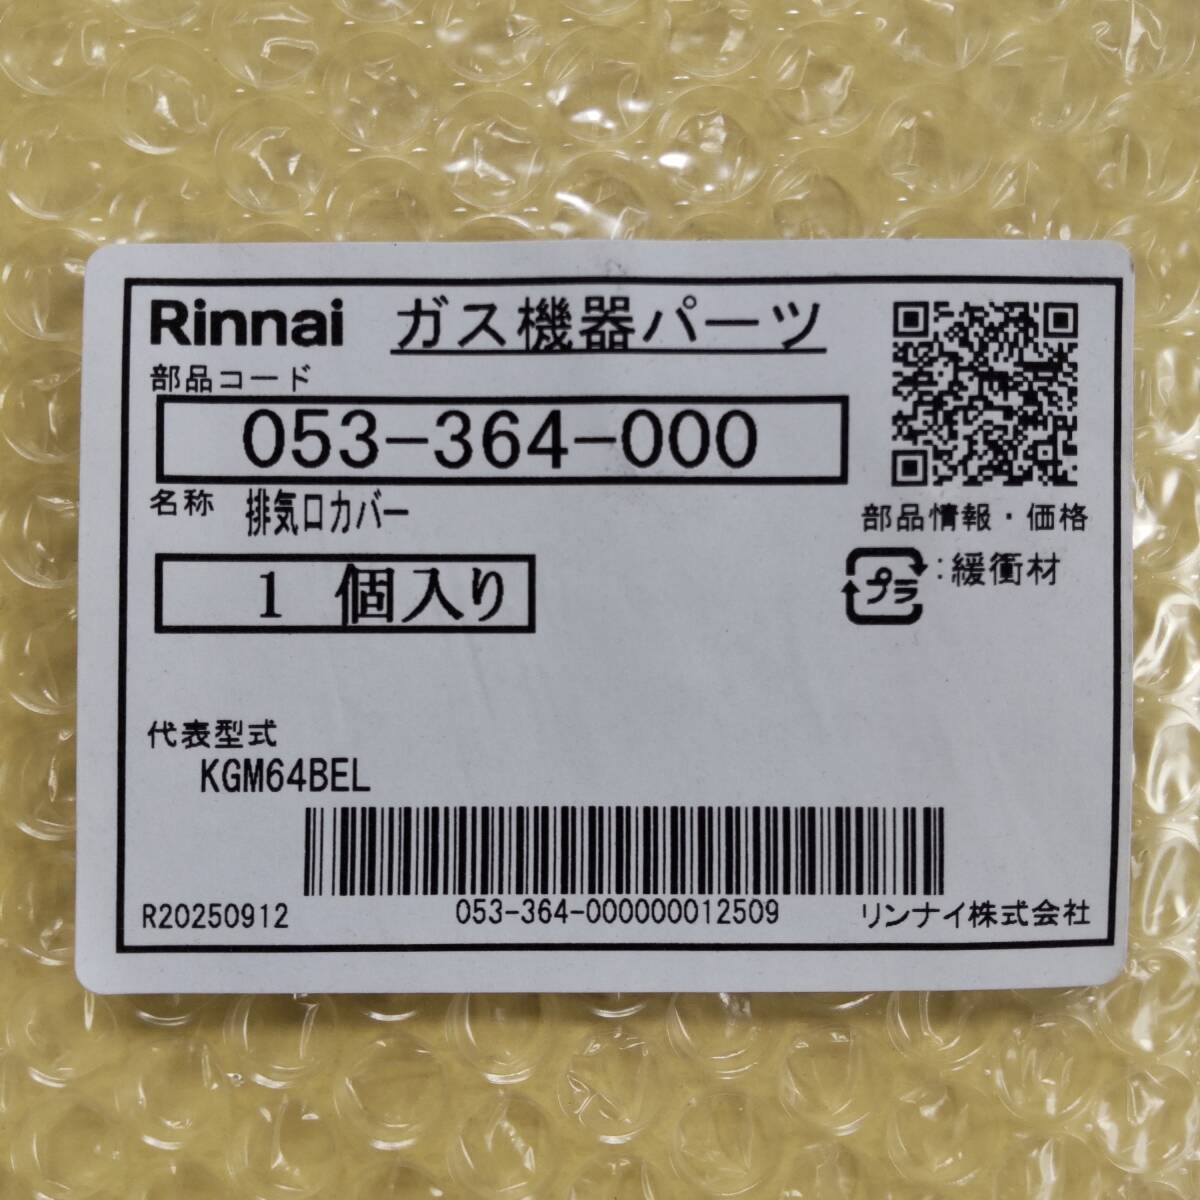 Rinnai ガス機器パーツ
部品コード
053-364-000
名称 排気口カバー
部品情報・価格
1 個入り
プラ :緩衝材
代表型式
KGM64BEL
R20250912 053-364-000000012509 リンナイ株式会社